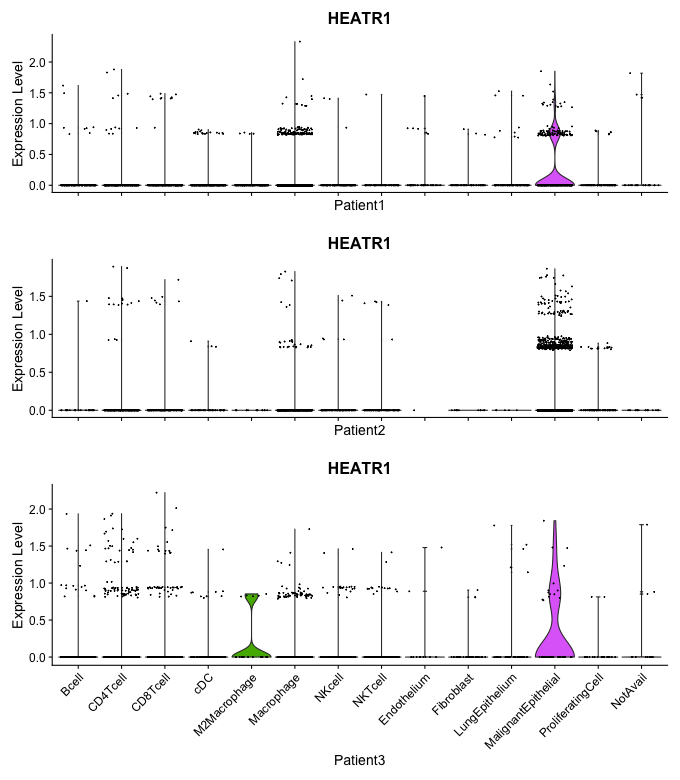 HEATR1
Expression Level
2.0
1.5
1.0
0.5
0.0
Patient1
HEATR1
Expression Level
1.5
1.0
0.5
0.0
Patient2
HEATR1
Expression Level
2.0
1.5
1.0
0.5
0.0
Bcell
CD4Tcell
CD8Tcell
cDC
M2Macrophage
Macrophage
NKcell
NKTcell
Endothelium
Fibroblast
LungEpithelium
MalignantEpithelial
ProliferatingCell
NotAvail
Patient3